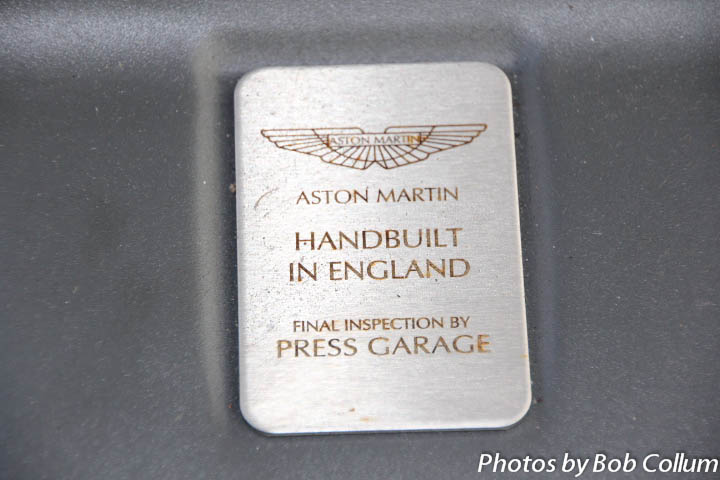 ASTON MARTIN
ASTON MARTIN
HANDBUILT
IN ENGLAND
FINAL INSPECTION BY
PRESS GARAGE
Photos by Bob Collum